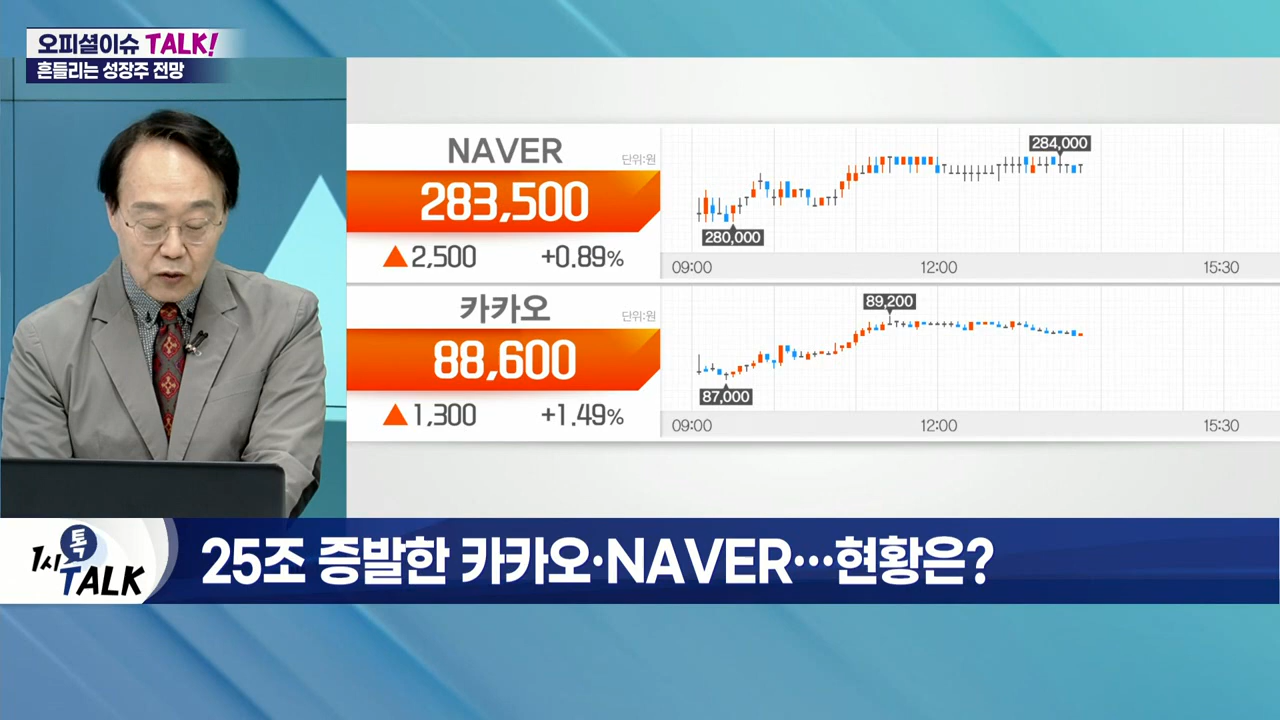 오피셜이슈 TALK!
흔들리는 성장주 전망
NAVER
단위:원
283,500
▲2,500 +0.89%
284,000
280,000
09:00 12:00 15:30
카카오
단위:원
88,600
▲1,300 +1.49%
89,200
87,000
09:00 12:00 15:30
1시 톡 TALK
25조 증발한 카카오·NAVER…현황은?